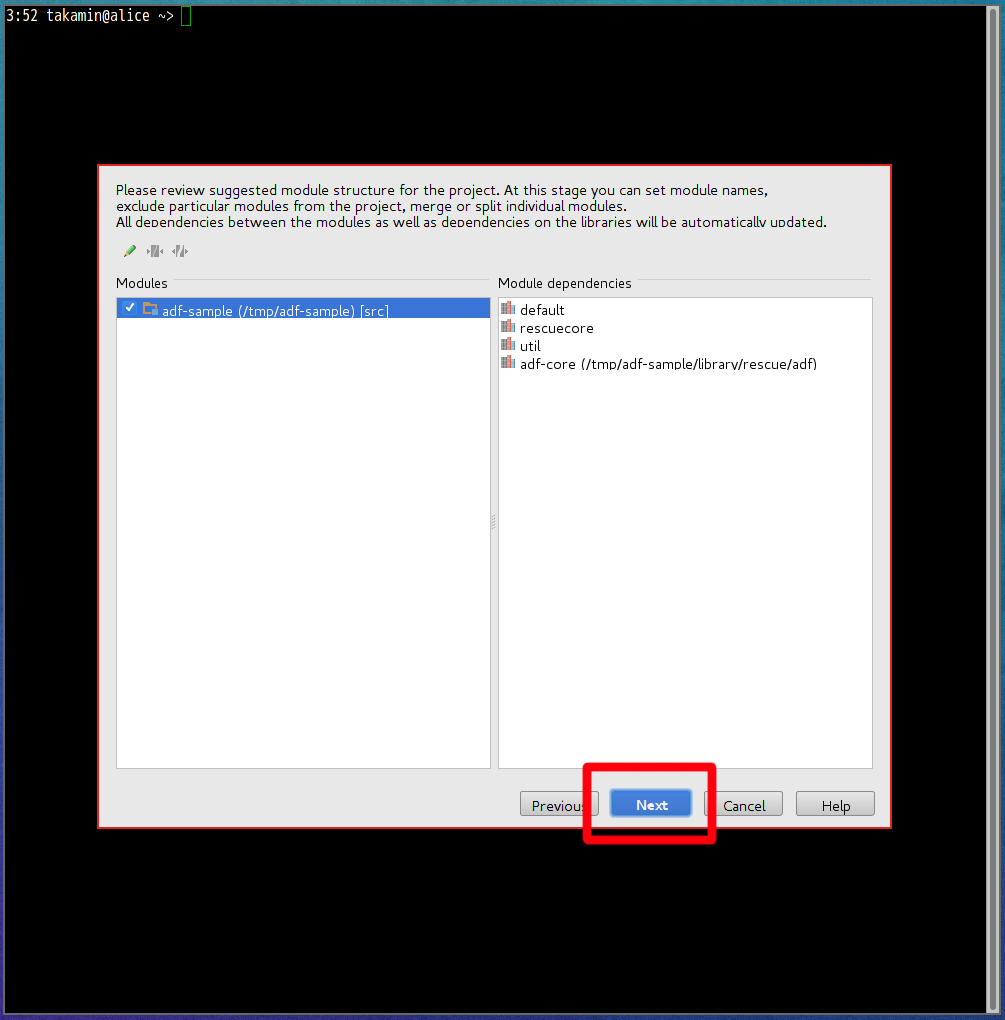 3:52 takamin@alice ~>
Please review suggested module structure for the project. At this stage you can set module names,
exclude particular modules from the project, merge or split individual modules.
All dependencies between the modules as well as dependencies on the libraries will be automatically updated.
Modules
Module dependencies
adf-sample (/tmp/adf-sample) [src]
default
rescuecore
util
adf-core (/tmp/adf-sample/library/rescue/adf)
Previous
Next
Cancel
Help